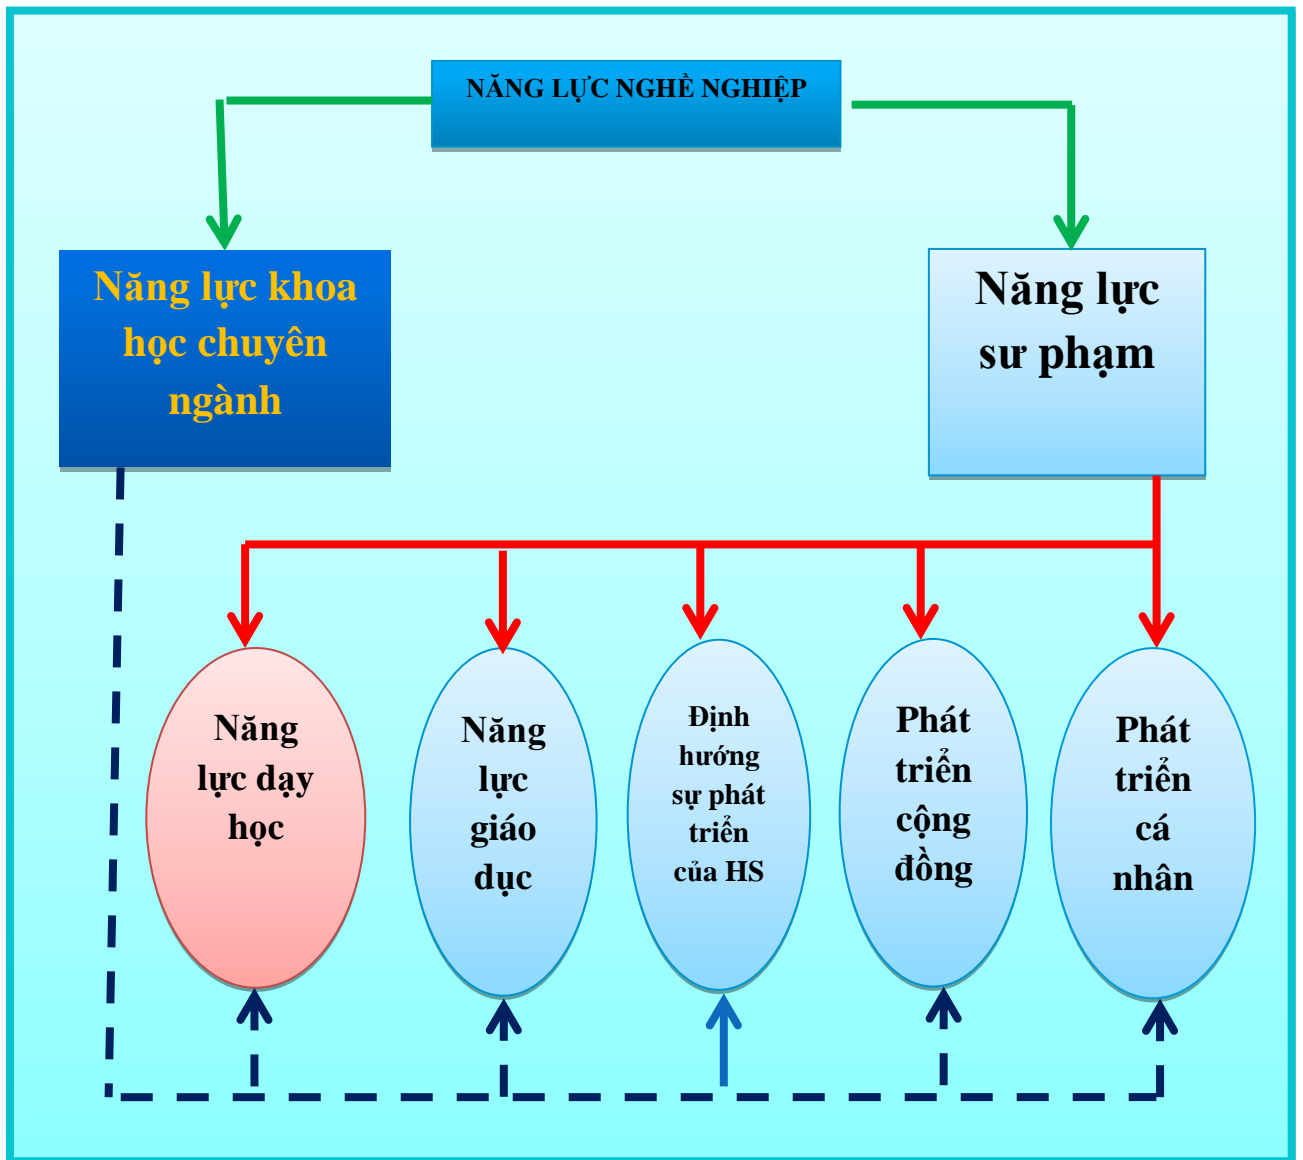 NĂNG LỰC NGHỀ NGHIỆP
Năng lực khoa
học chuyên
ngành
Năng lực
sư phạm
Năng
lực dạy
học
Năng
lực
giáo
dục
Định
hướng
sự phát
triển
của HS
Phát
triển
cộng
đồng
Phát
triển
cá
nhân